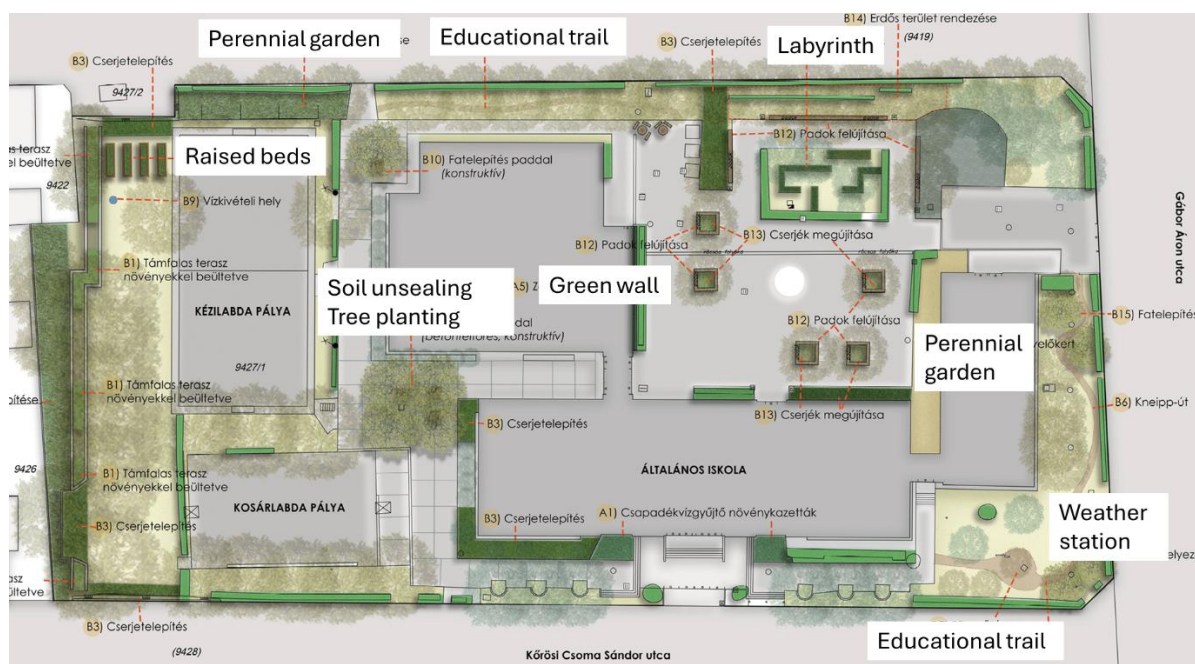 B14) Erdős terület rendezése
(9419)
Perennial garden
Educational trail
B3) Cserjetelepítés
Labyrinth
B3) Cserjetelepítés
9427/2
Raised beds
B12) Padok felújítása
B10) Fatelepítés paddal
(konstruktív)
terasz
kel beültetve
9422
B9) Vízkivételi hely
Gábor Áron utca
B12) Padok felújítása
B13) Cserjék megújítása
B1) Támfalas terasz
növényekkel beültetve
Soil unsealing
Tree planting
Green wall
KÉZILABDA PÁLYA
B12) Padok felújítása
B15) Fatelepítés
Perennial
garden
9427/1
B1) Támfalas terasz
növényekkel beültetve
B6) Kneipp-út
B13) Cserjék megújítása
B3) Cserjetelepítés
9426
B1) Támfalas terasz
növényekkel beültetve
ÁLTALÁNOS ISKOLA
KOSÁRLABDA PÁLYA
B3) Cserjetelepítés
B3) Cserjetelepítés
A1) Csapadékvízgyűjtő növénykazetták
Weather
station
B3) Cserjetelepítés
Educational trail
(9428)
Kőrösi Csoma Sándor utca